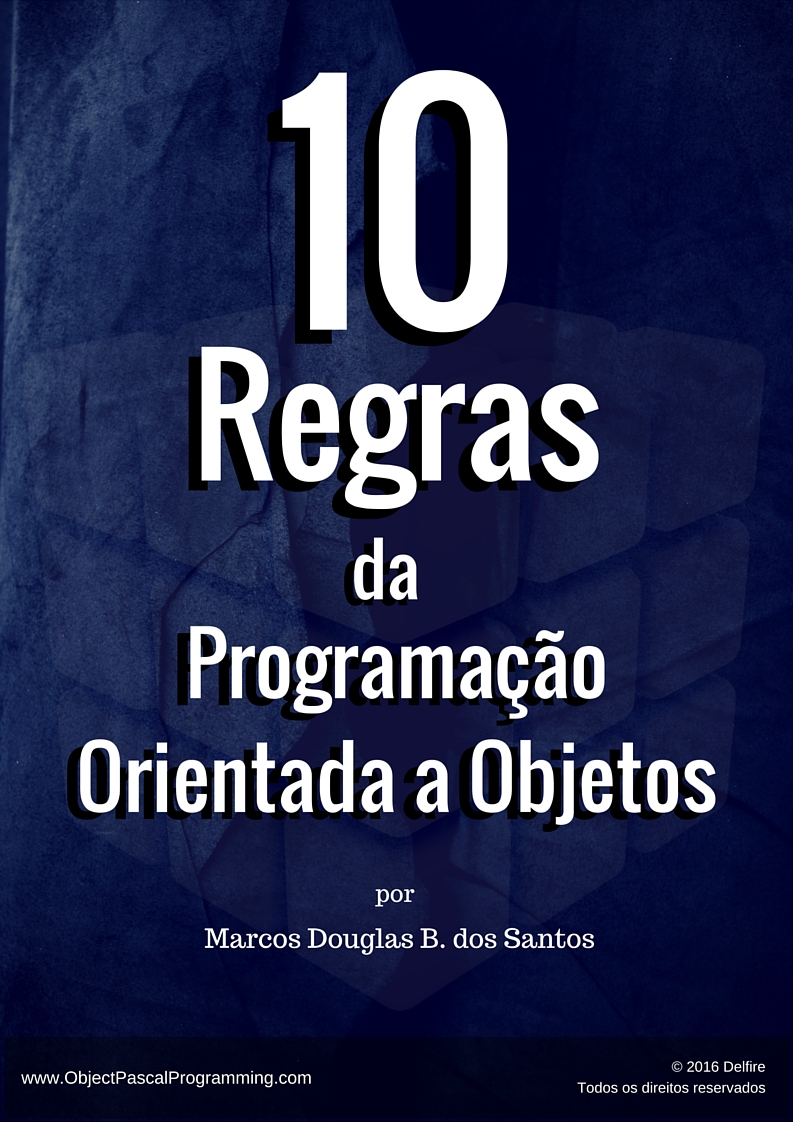 10
Regras
da
Programação
Orientada a Objetos
por
Marcos Douglas B. dos Santos
www.ObjectPascalProgramming.com
© 2016 Delfire
Todos os direitos reservados